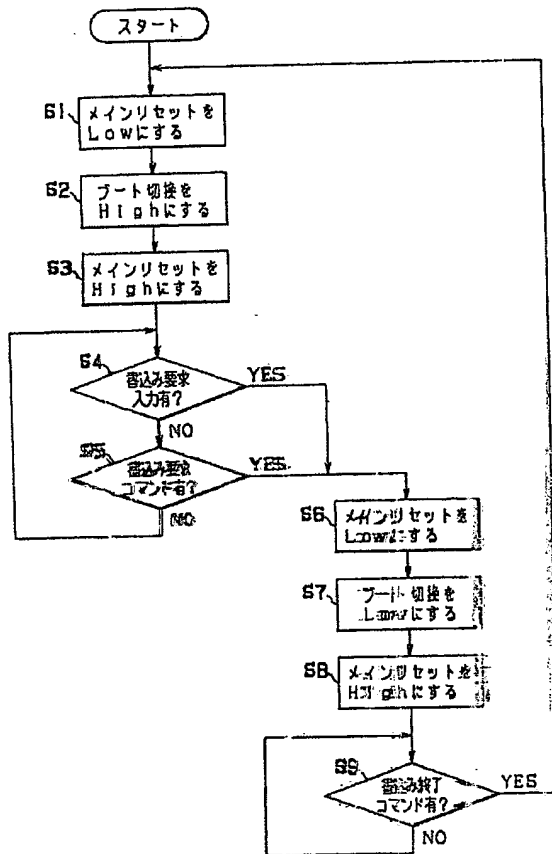 スタート
S1
メインリセットを
Lowにする
S2
ブート切接を
Highにする
S3
メインリセットを
Highにする
S4
書込み要求
入力有?
YES
NO
S5
書込み要求
コマンド有?
YES
NO
S6
メインリセットを
Lowにする
S7
ブート切接を
Lowにする
S8
メインリセットを
Highにする
S9
書込み終了
コマンド有?
YES
NO